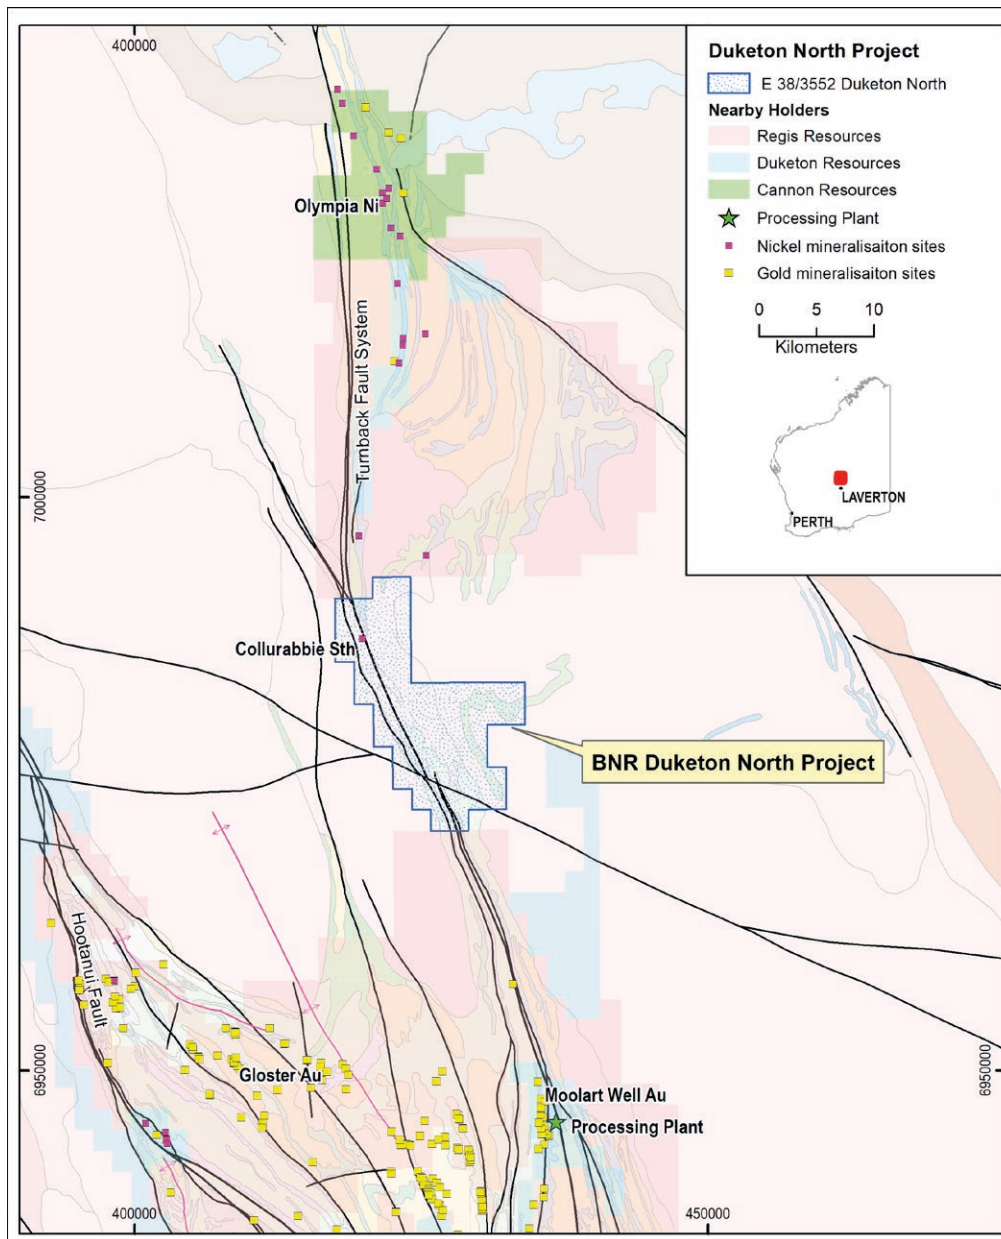 400000
Duketon North Project
E 38/3552 Duketon North
Nearby Holders
Regis Resources
Duketon Resources
Cannon Resources
Processing Plant
Nickel mineralisaiton sites
Gold mineralisaiton sites
0 5 10
Kilometers
LAVERTON
PERTH
Olympia Ni
Turnback Fault System
7000000
Collurabbie Sth
BNR Duketon North Project
Hootanui Fault
6950000
6950000
Gloster Au
Moolart Well Au
Processing Plant
400000
450000